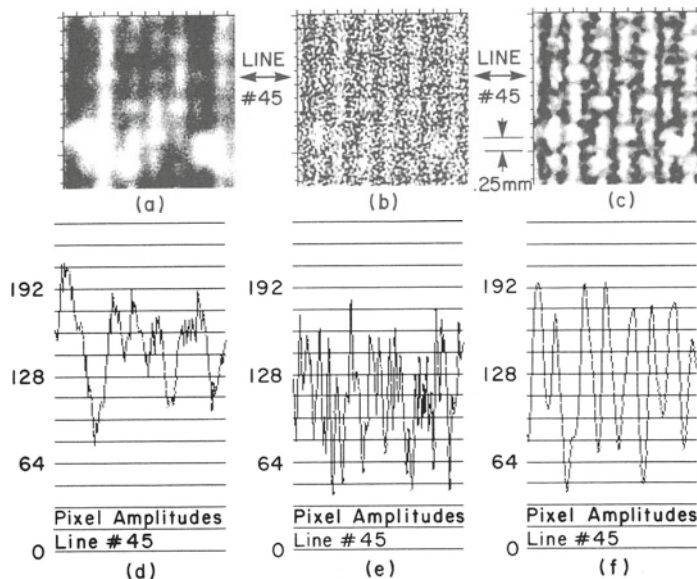 LINE
#45
LINE
#45
.25mm
(a)
(b)
(c)
192
128
64
0
Pixel Amplitudes
Line #45
(d)
192
128
64
0
Pixel Amplitudes
Line #45
(e)
192
128
64
0
Pixel Amplitudes
Line #45
(f)